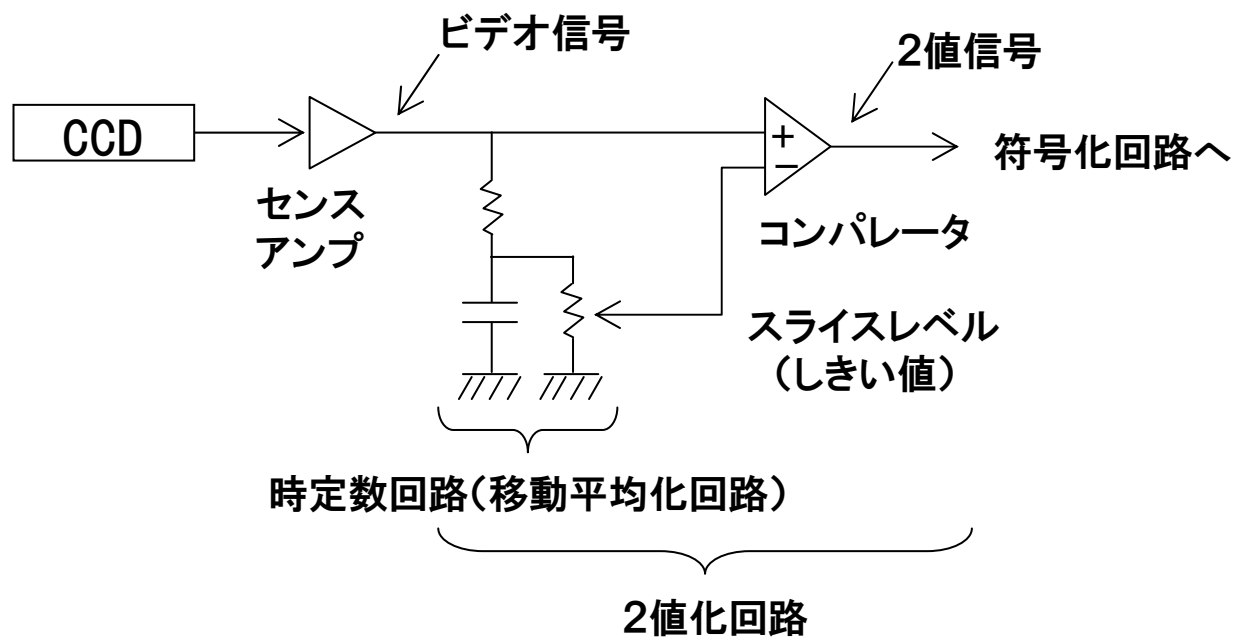 ビデオ信号
2値信号
CCD
+
−
符号化回路へ
センス
アンプ
コンパレータ
スライスレベル
(しきい値)
時定数回路(移動平均化回路)
2値化回路